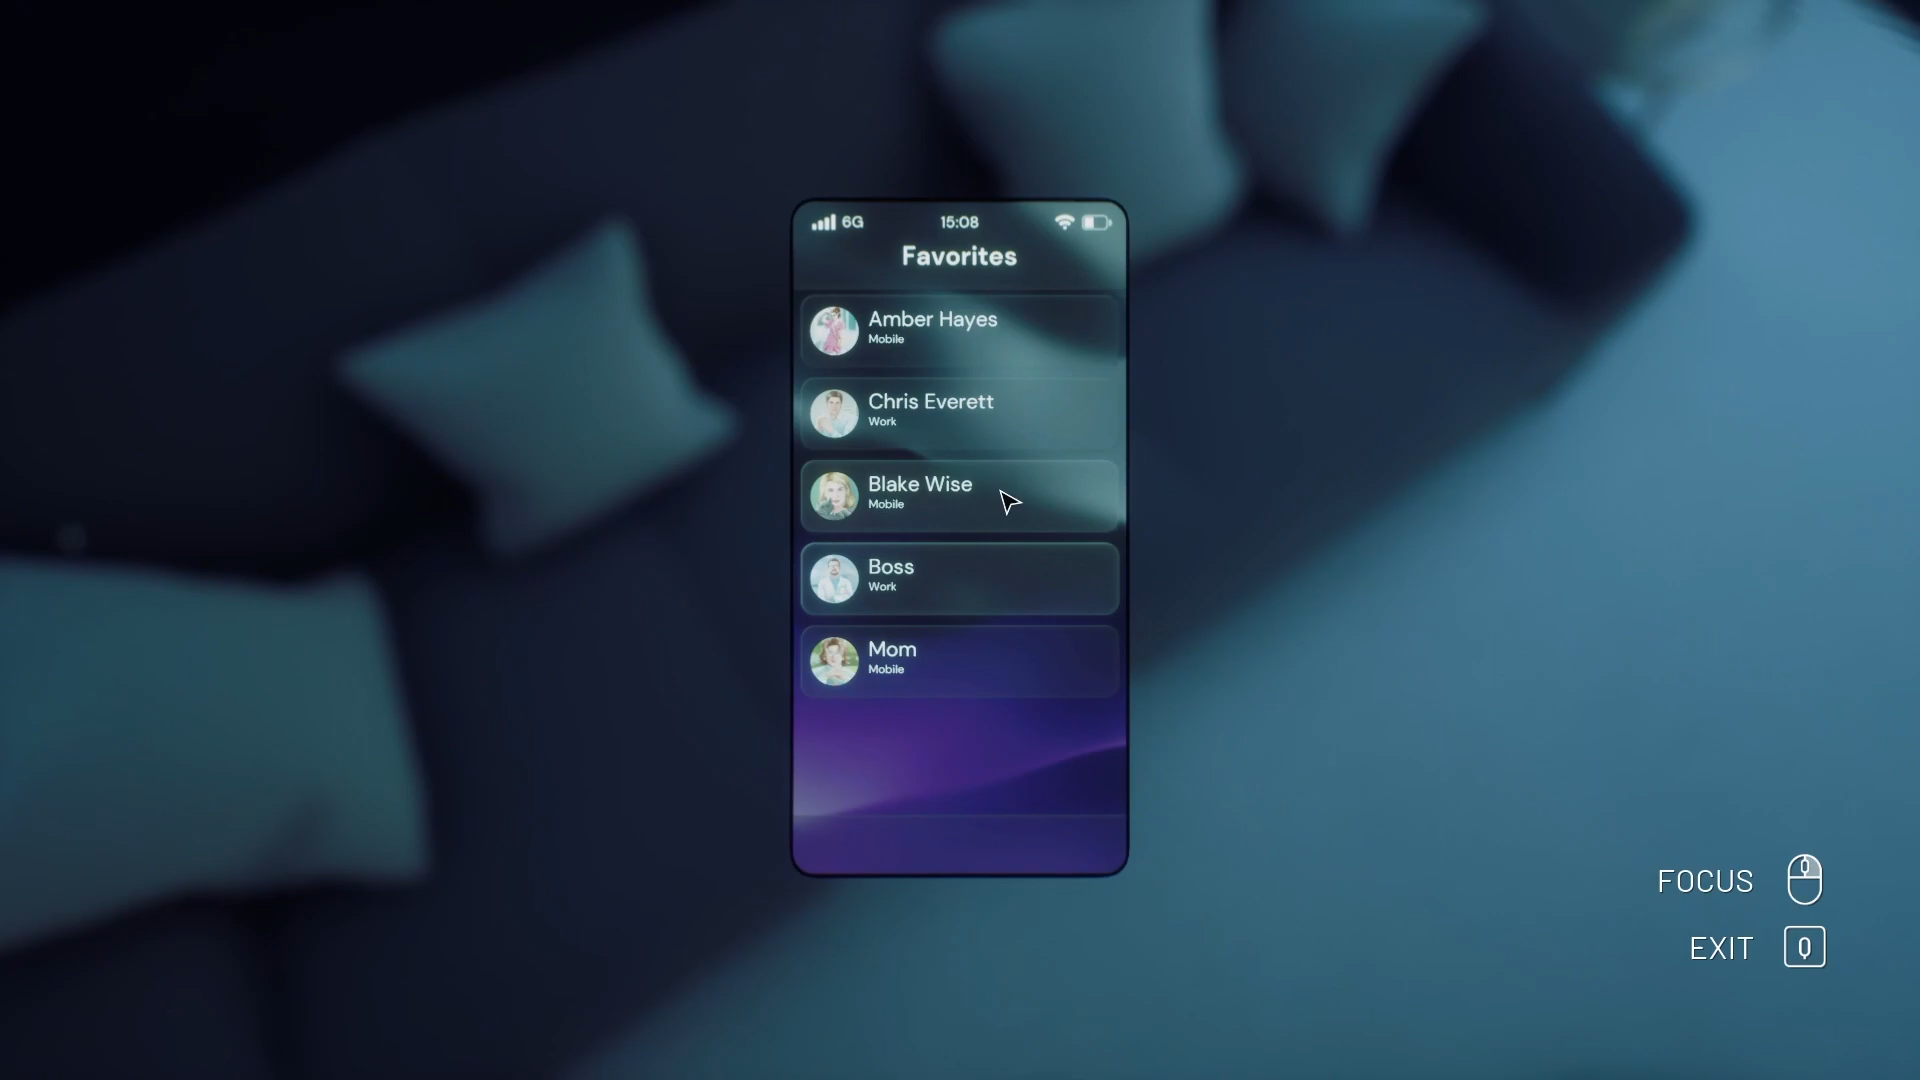 6G 15:08
Favorites
Amber Hayes
Mobile
Chris Everett
Work
Blake Wise
Mobile
Boss
Work
Mom
Mobile
FOCUS
EXIT Q